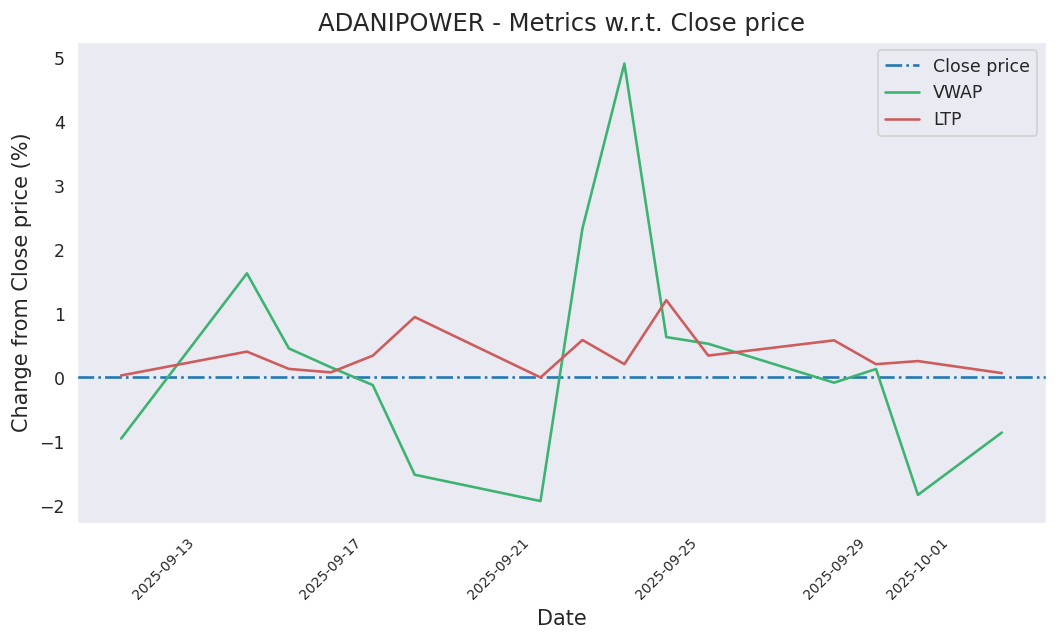 ADANIPOWER - Metrics w.r.t. Close price
Close price
VWAP
LTP
Change from Close price (%)
5
4
3
2
1
0
−1
−2
2025-09-13
2025-09-17
2025-09-21
2025-09-25
2025-09-29
2025-10-01
Date